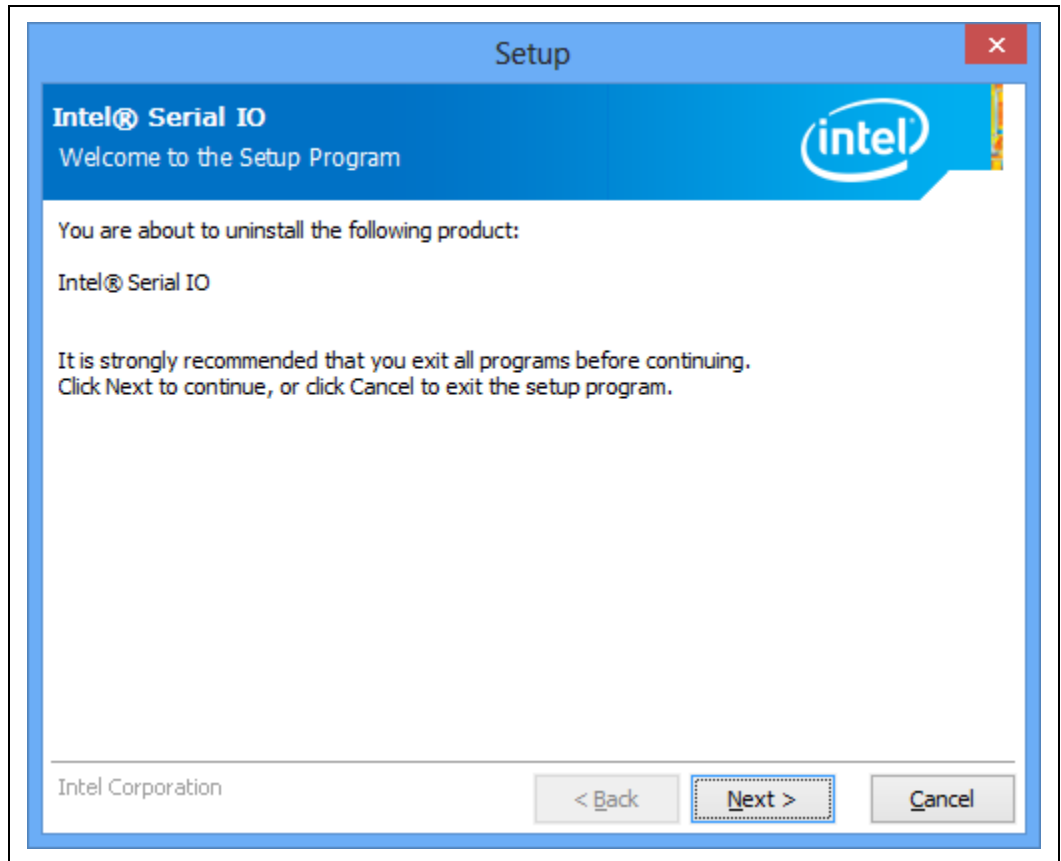 Setup
Intel® Serial IO
Welcome to the Setup Program
intel
You are about to uninstall the following product:
Intel® Serial IO
It is strongly recommended that you exit all programs before continuing.
Click Next to continue, or click Cancel to exit the setup program.
Intel Corporation
< Back
Next >
Cancel